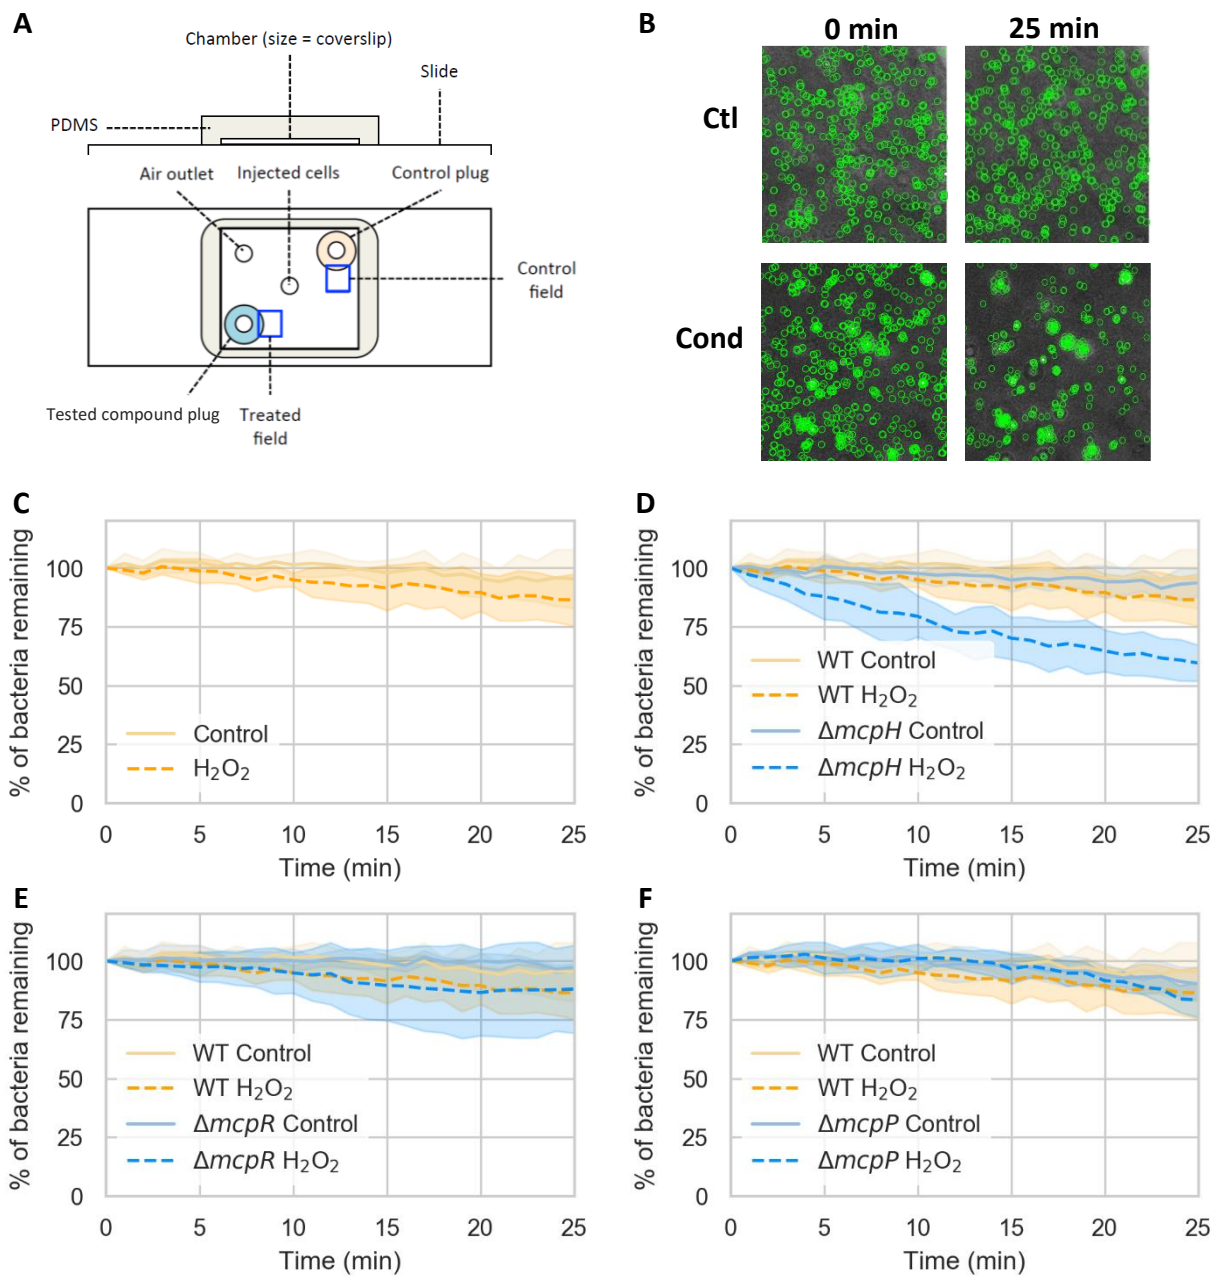 A
Chamber (size = coverslip)
Slide
PDMS
Air outlet
Injected cells
Control plug
Control
field
Tested compound plug
Treated
field
B
0 min
25 min
Ctl
Cond
C
% of bacteria remaining
100
75
50
25
0
Control
H₂O₂
0 5 10 15 20 25
Time (min)
D
% of bacteria remaining
100
75
50
25
0
WT Control
WT H₂O₂
ΔmcpH Control
ΔmcpH H₂O₂
0 5 10 15 20 25
Time (min)
E
% of bacteria remaining
100
75
50
25
0
WT Control
WT H₂O₂
ΔmcpR Control
ΔmcpR H₂O₂
0 5 10 15 20 25
Time (min)
F
% of bacteria remaining
100
75
50
25
0
WT Control
WT H₂O₂
ΔmcpP Control
ΔmcpP H₂O₂
0 5 10 15 20 25
Time (min)